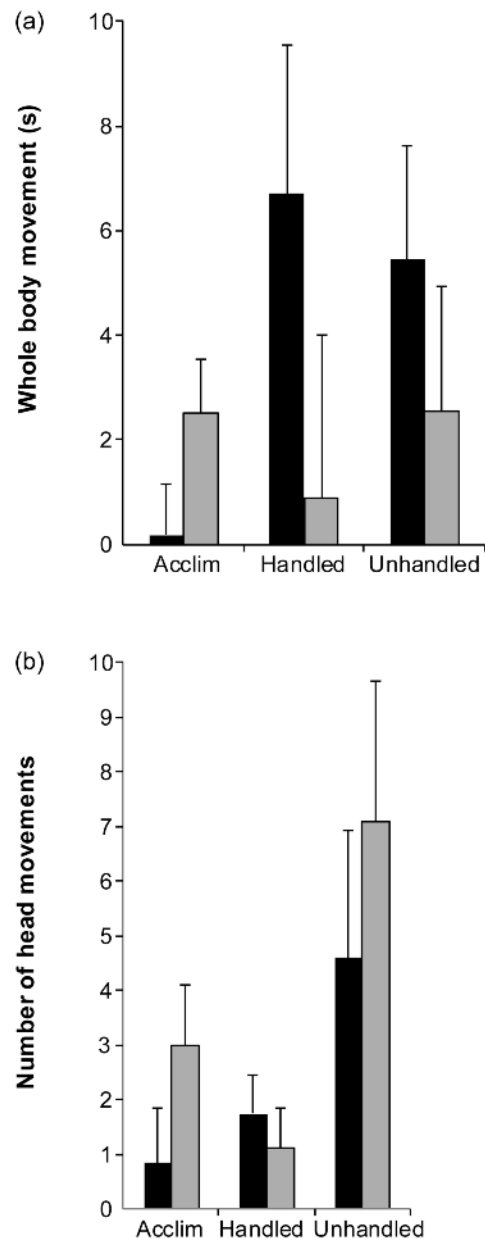 (a)
Whole body movement (s)
10
8
6
4
2
0
Acclim Handled Unhandled
(b)
Number of head movements
10
9
8
7
6
5
4
3
2
1
0
Acclim Handled Unhandled